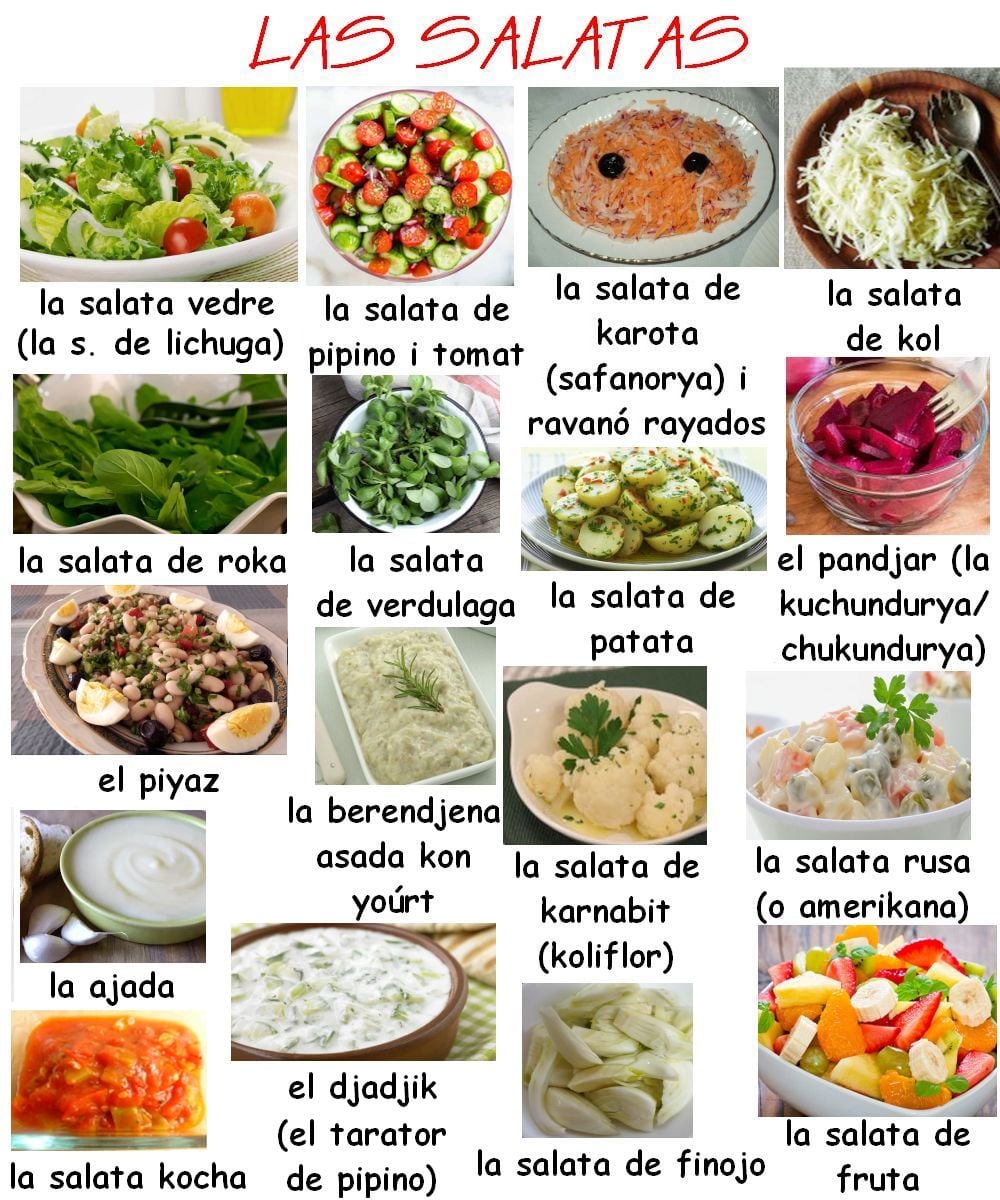 LAS SALATAS
la salata vedre
(la s. de lichuga)
la salata de
pipino i tomat
la salata de
karota
(safanorya) i
ravanó rayados
la salata
de kol
la salata de roka
la salata
de verdulaga
la salata de
patata
el pandjar (la
kuchundurya/
chukundurya)
el piyaz
la berendjena
asada kon
yoúrt
la salata de
karnabit
(koliflor)
la salata rusa
(o amerikana)
la ajada
el djadjik
(el tarator
de pipino)
la salata de finojo
la salata de
fruta
la salata kocha